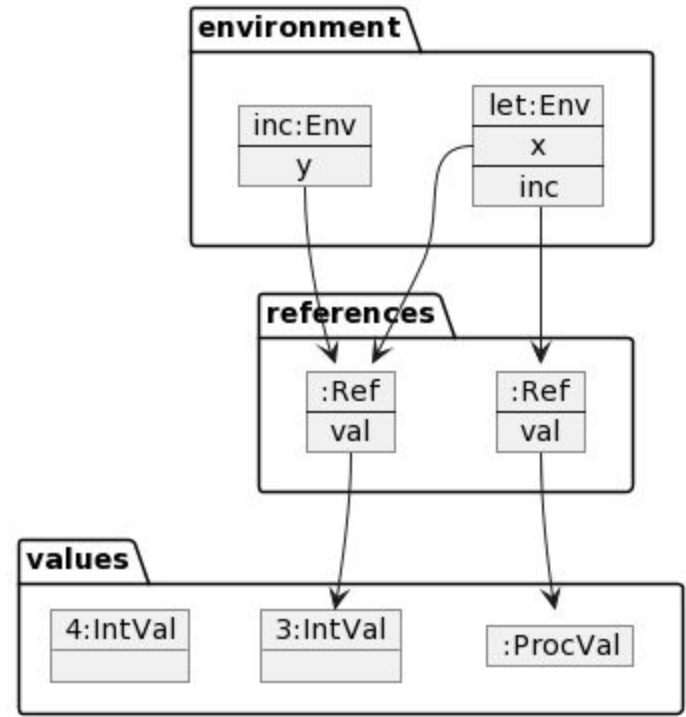 environment
inc:Env
y
let:Env
x
inc
references
:Ref
val
:Ref
val
values
4:IntVal
3:IntVal
:ProcVal